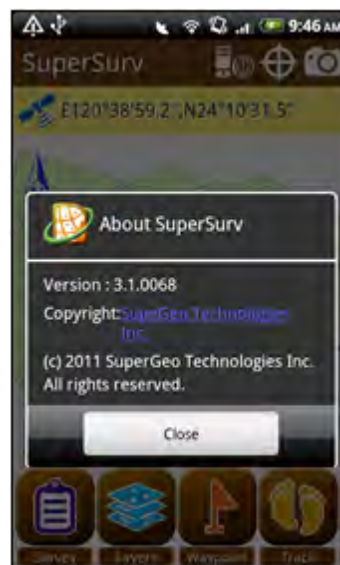 9:46 AM
SuperSurv
E120°38'59.2",N24°10'31.5"
About SuperSurv
Version : 3.1.0068
Copyright:SuperGeo Technologies
Inc.
(c) 2011 SuperGeo Technologies Inc.
All rights reserved.
Close
Survey Layers Waypoint Track